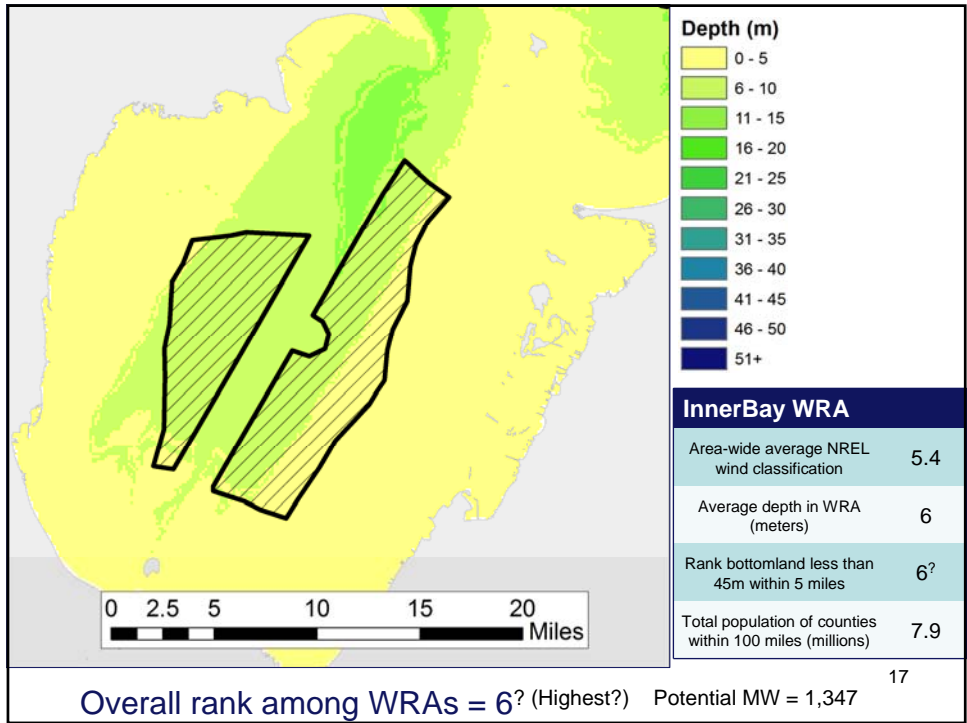 Depth (m)
0 - 5
6 - 10
11 - 15
16 - 20
21 - 25
26 - 30
31 - 35
36 - 40
41 - 45
46 - 50
51+
InnerBay WRA
Area-wide average NREL
wind classification
5.4
Average depth in WRA
(meters)
6
Rank bottomland less than
45m within 5 miles
6?
Total population of counties
within 100 miles (millions)
7.9
0 2.5 5 10 15 20
Miles
17
Overall rank among WRAs = 6? (Highest?) Potential MW = 1,347